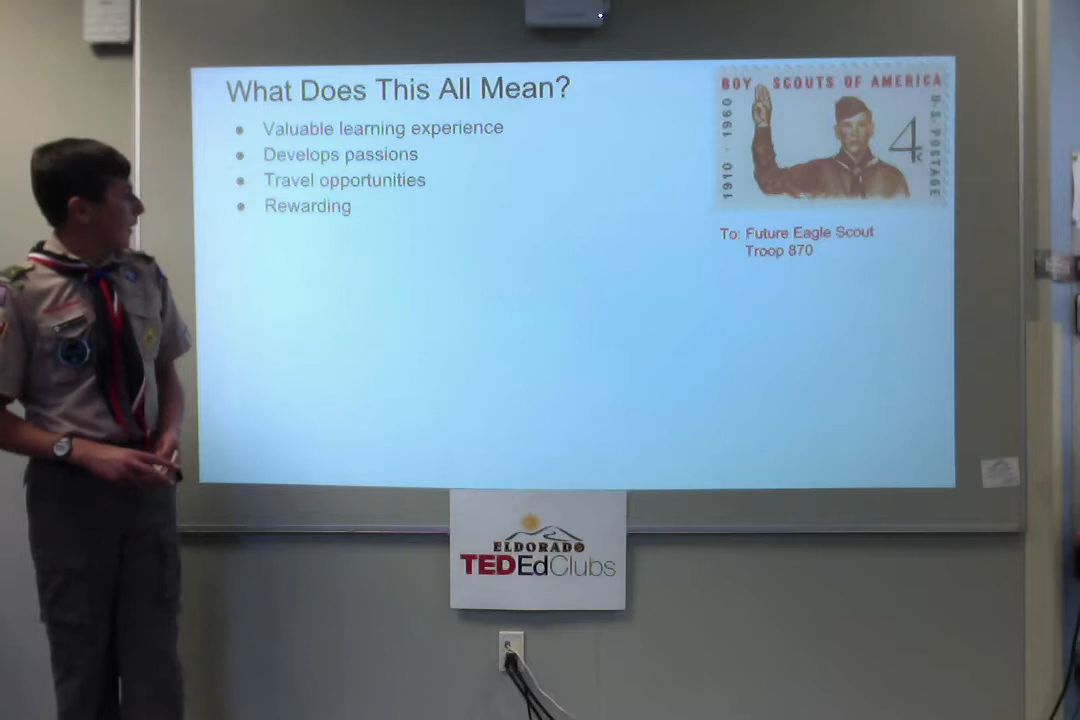 What Does This All Mean?
Valuable learning experience
Develops passions
Travel opportunities
Rewarding
BOY SCOUTS OF AMERICA
1910 - 1960
4c
U.S. POSTAGE
To: Future Eagle Scout
Troop 870
ELDORADO
TEDEdClubs